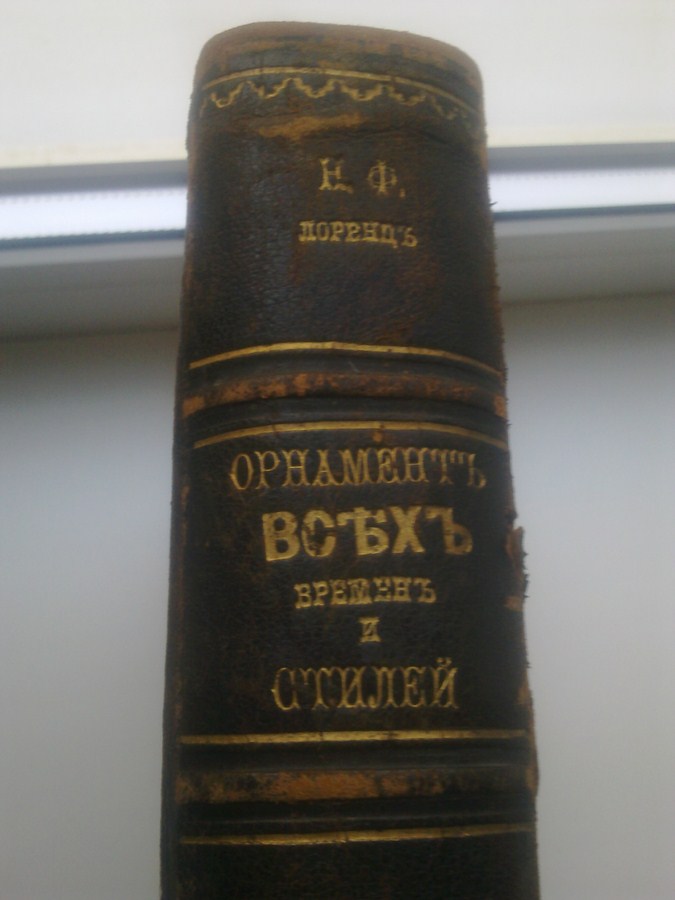 Н. Ф.
ЛОРЕНЦЪ
ОРНАМЕНТЪ
ВСѢХЪ
ВРЕМЕНЪ
И
СТИЛЕЙ